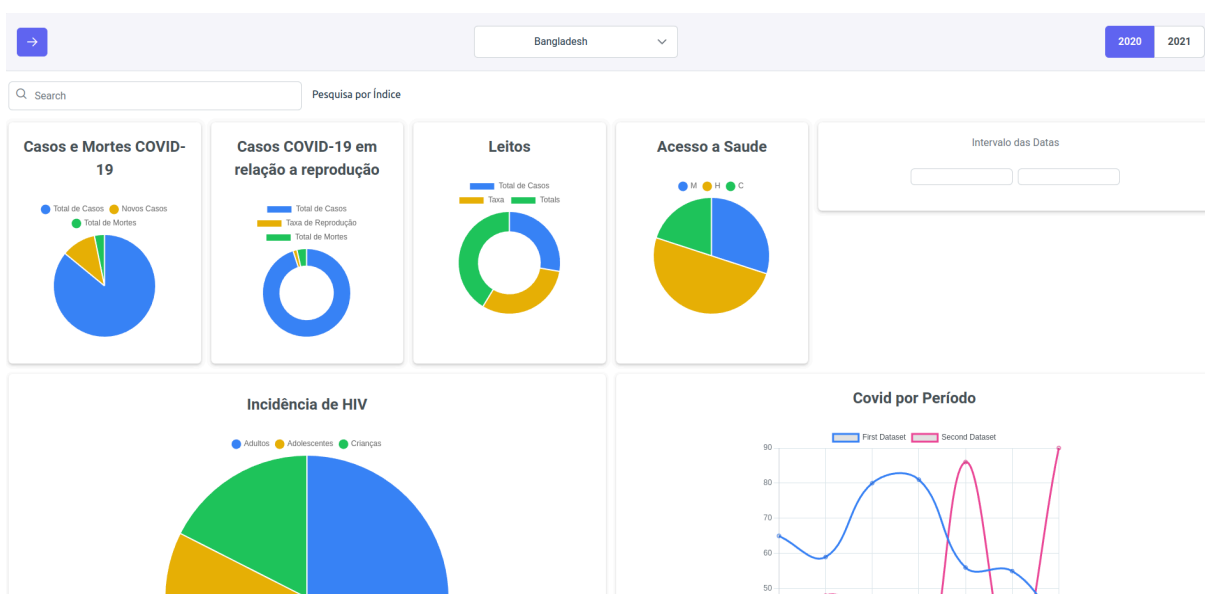 Bangladesh
2020 2021
Search
Pesquisa por Índice
Casos e Mortes COVID-
19
Total de Casos Novos Casos
Total de Mortes
Casos COVID-19 em
relação a reprodução
Total de Casos
Taxa de Reprodução
Total de Mortes
Leitos
Total de Casos
Taxa Totals
Acesso a Saude
M H C
Intervalo das Datas
Incidência de HIV
Adultos Adolescentes Crianças
Covid por Período
First Dataset Second Dataset
90
80
70
60
50